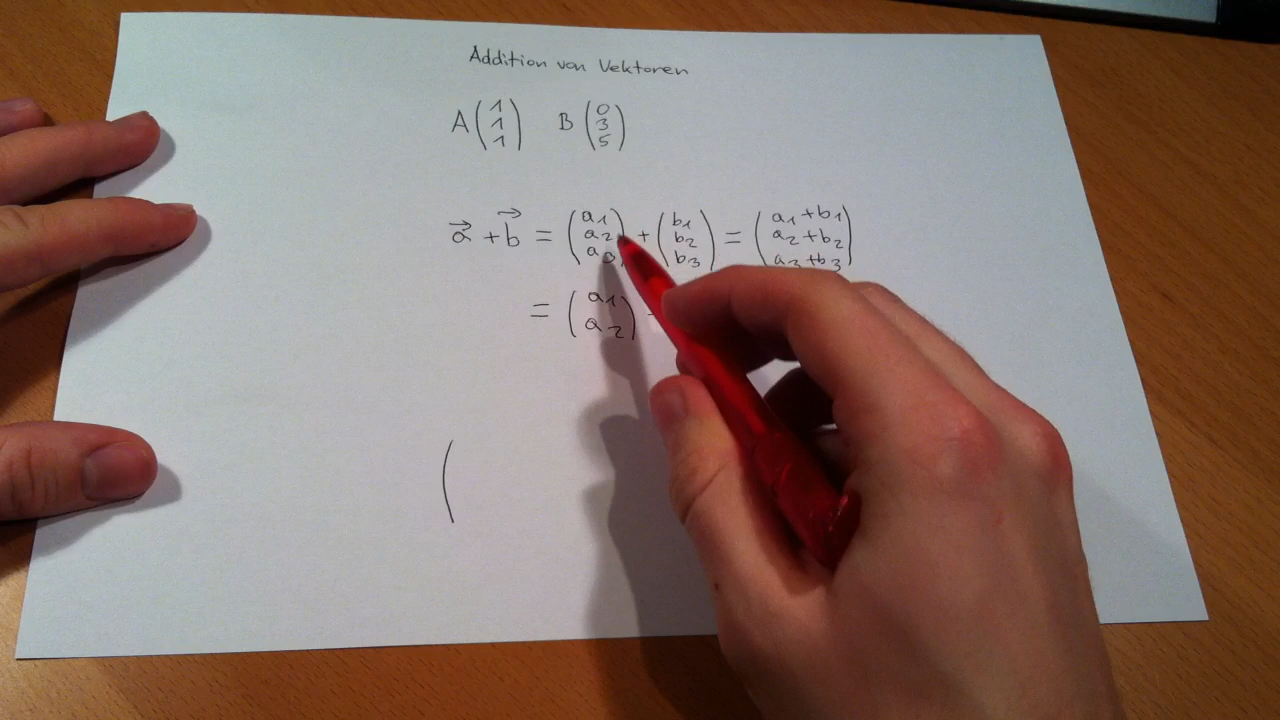 Addition von Vektoren
A (1 1 1) B (0 3 5)
a⃗ + b⃗ = (a1 a2 a3) + (b1 b2 b3) = (a1+b1 a2+b2 a3+b3)
= (a1 a2)
(